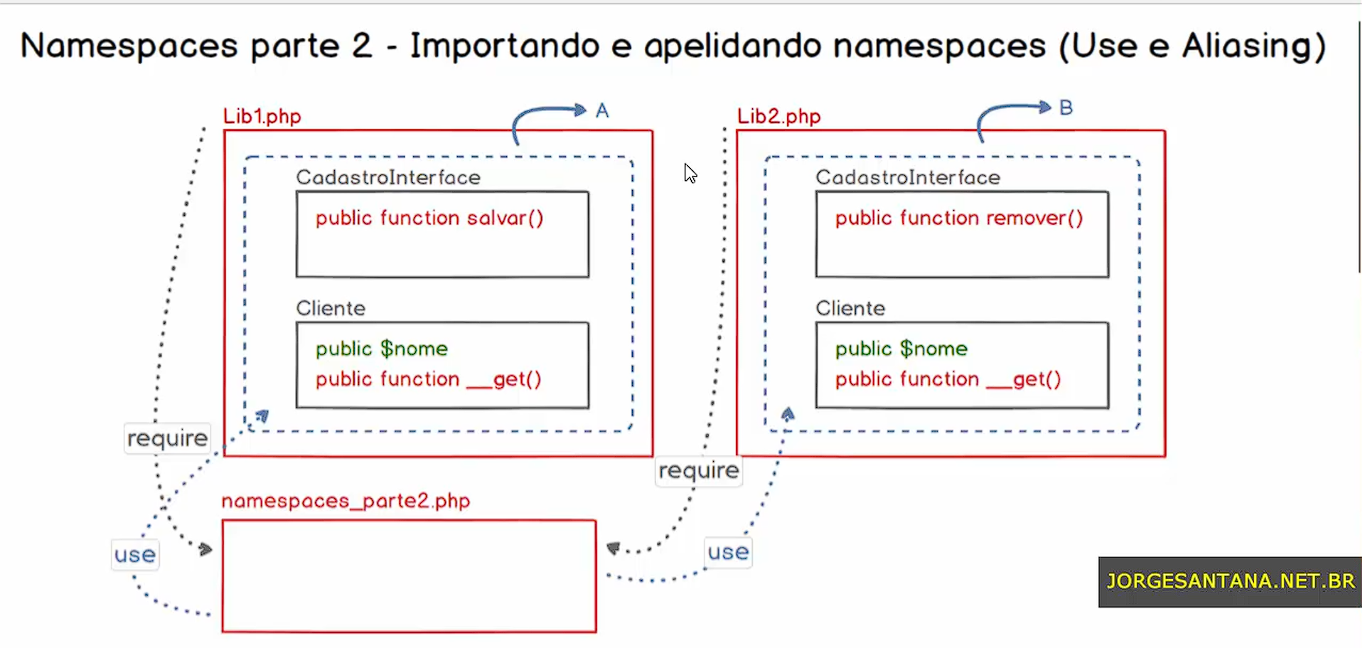 Namespaces parte 2 - Importando e apelidando namespaces (Use e Aliasing)
Lib1.php
A
CadastroInterface
public function salvar()
Cliente
public $nome
public function __get()
Lib2.php
B
CadastroInterface
public function remover()
Cliente
public $nome
public function __get()
require
require
namespaces_parte2.php
use
use
JORGESANTANA.NET.BR